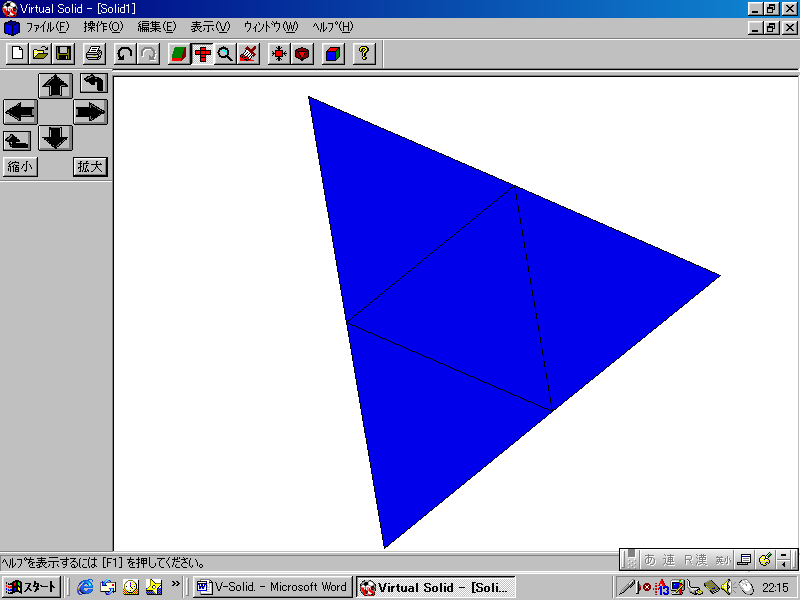 Virtual Solid - [Solid1]
ファイル(F) 操作(O) 編集(E) 表示(V) ウィンドウ(W) ヘルプ(H)
縮小 拡大
ヘルプを表示するには [F1] を押してください。
あ 連 R漢 英小
スタート V-Solid. - Microsoft Word Virtual Solid - [Soli... 22:15